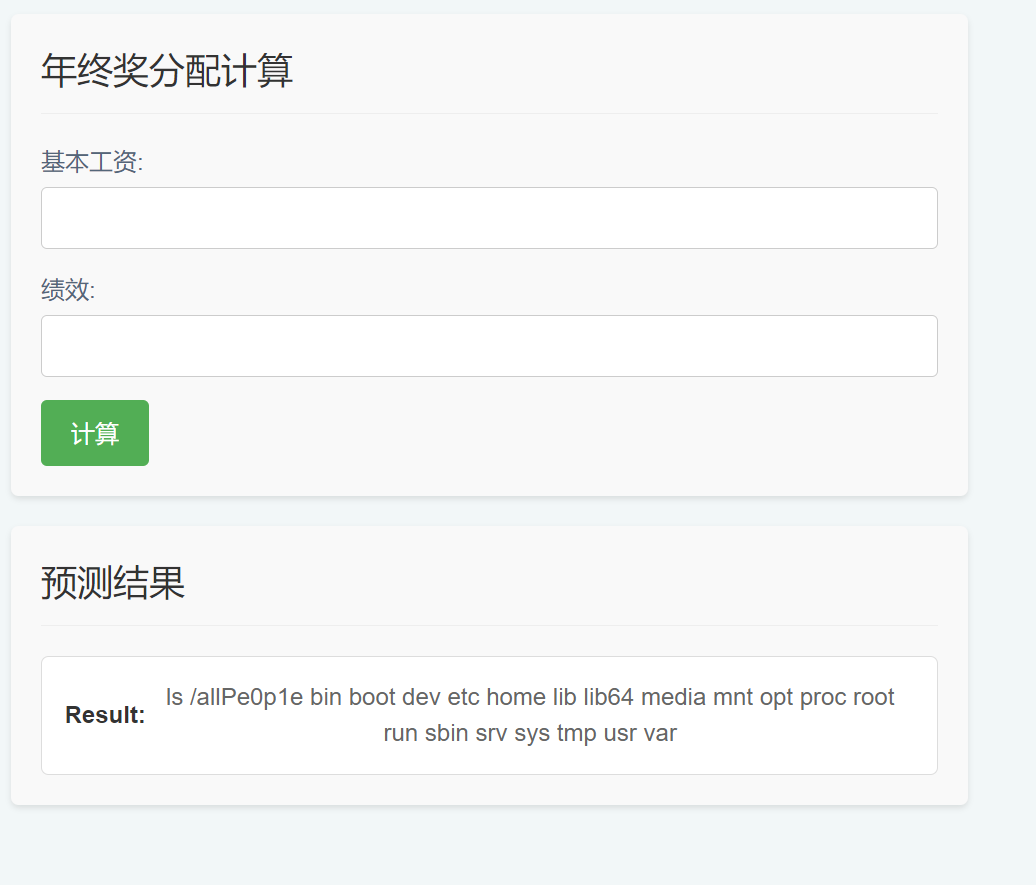 年终奖分配计算
基本工资:
绩效:
计算
预测结果
Result:
ls /allPe0p1e bin boot dev etc home lib lib64 media mnt opt proc root
run sbin srv sys tmp usr var